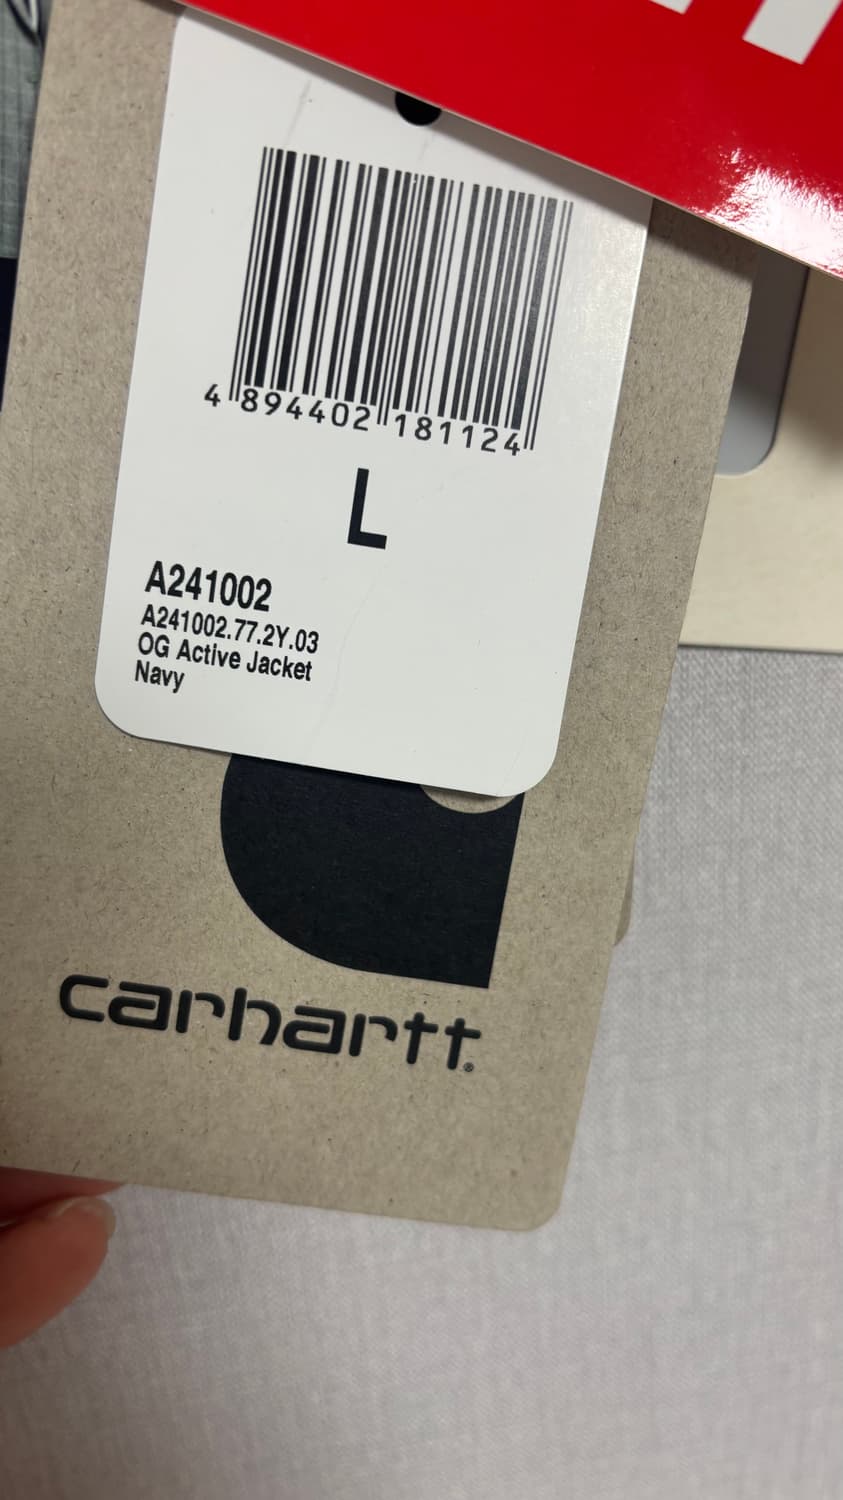 4 894402 181124
L
A241002
A241002.77.2Y.03
OG Active Jacket
Navy
carhartt®